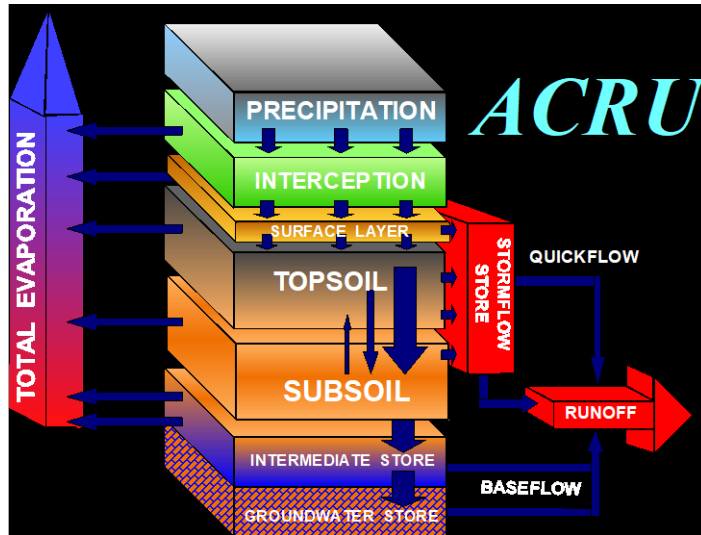 ACRU
PRECIPITATION
INTERCEPTION
SURFACE LAYER
TOPSOIL
SUBSOIL
INTERMEDIATE STORE
GROUNDWATER STORE
TOTAL EVAPORATION
STORMFLOW
STORE
QUICKFLOW
RUNOFF
BASEFLOW